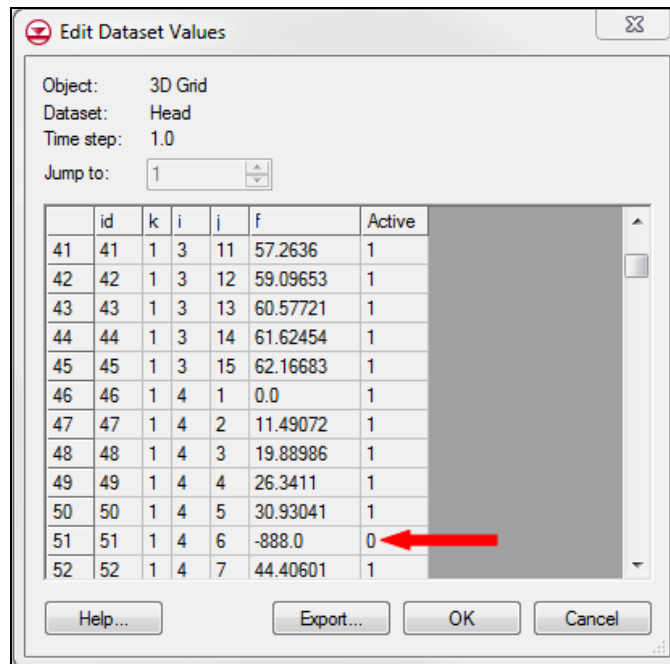 Edit Dataset Values
Object: 3D Grid
Dataset: Head
Time step: 1.0
Jump to: 1
id k i j f Active
41 41 1 3 11 57.2636 1
42 42 1 3 12 59.09653 1
43 43 1 3 13 60.57721 1
44 44 1 3 14 61.62454 1
45 45 1 3 15 62.16683 1
46 46 1 4 1 0.0 1
47 47 1 4 2 11.49072 1
48 48 1 4 3 19.88986 1
49 49 1 4 4 26.3411 1
50 50 1 4 5 30.93041 1
51 51 1 4 6 -888.0 0
52 52 1 4 7 44.40601 1
Help... Export... OK Cancel